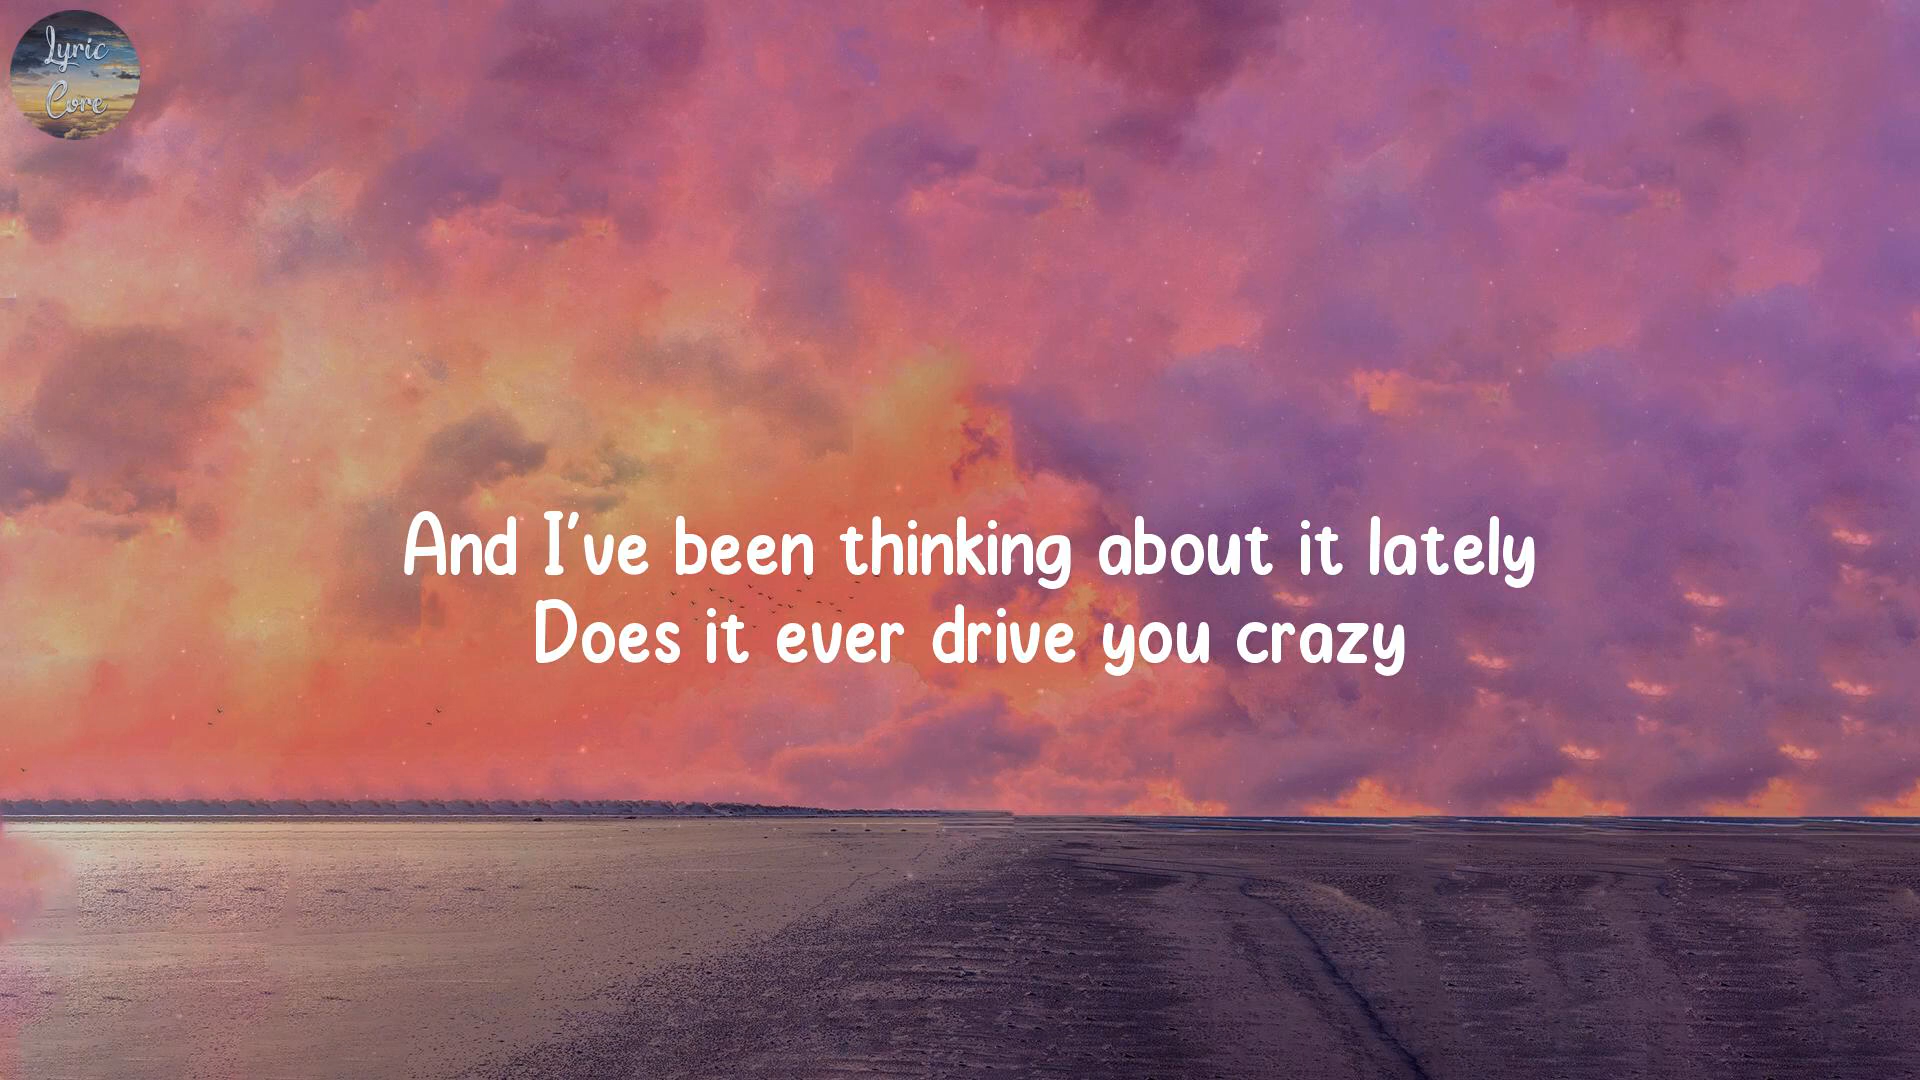 Lyric
Core
And I've been thinking about it lately
Does it ever drive you crazy